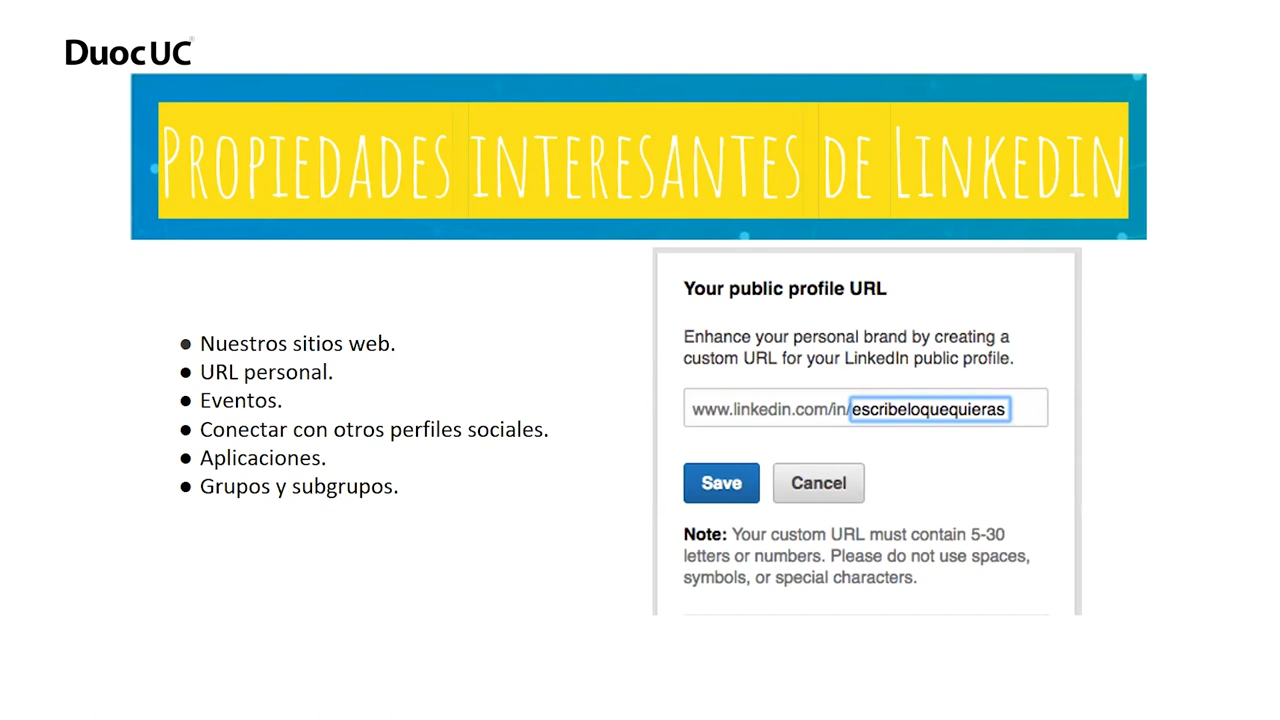 DuocUC
Propiedades interesantes de Linkedin
● Nuestros sitios web.
● URL personal.
● Eventos.
● Conectar con otros perfiles sociales.
● Aplicaciones.
● Grupos y subgrupos.
Your public profile URL
Enhance your personal brand by creating a
custom URL for your LinkedIn public profile.
www.linkedin.com/in/escribeloquequieras
Save Cancel
Note: Your custom URL must contain 5-30
letters or numbers. Please do not use spaces,
symbols, or special characters.